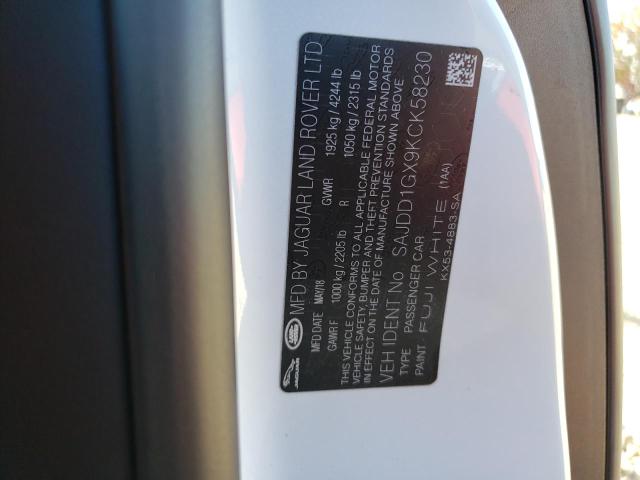 MFD BY JAGUAR LAND ROVER LTD
MFD DATE MAY/18 GVWR 1925 kg / 4244 lb
GAWR F 1000 kg / 2205 lb R 1050 kg / 2315 lb
THIS VEHICLE CONFORMS TO ALL APPLICABLE FEDERAL MOTOR
VEHICLE SAFETY, BUMPER AND THEFT PREVENTION STANDARDS
IN EFFECT ON THE DATE OF MANUFACTURE SHOWN ABOVE
VEH IDENT No SAJDD1GX9KCK58230
TYPE PASSENGER CAR
PAINT FUJI WHITE (1AA)
KX53-4883-SA
JAGUAR
LAND ROVER